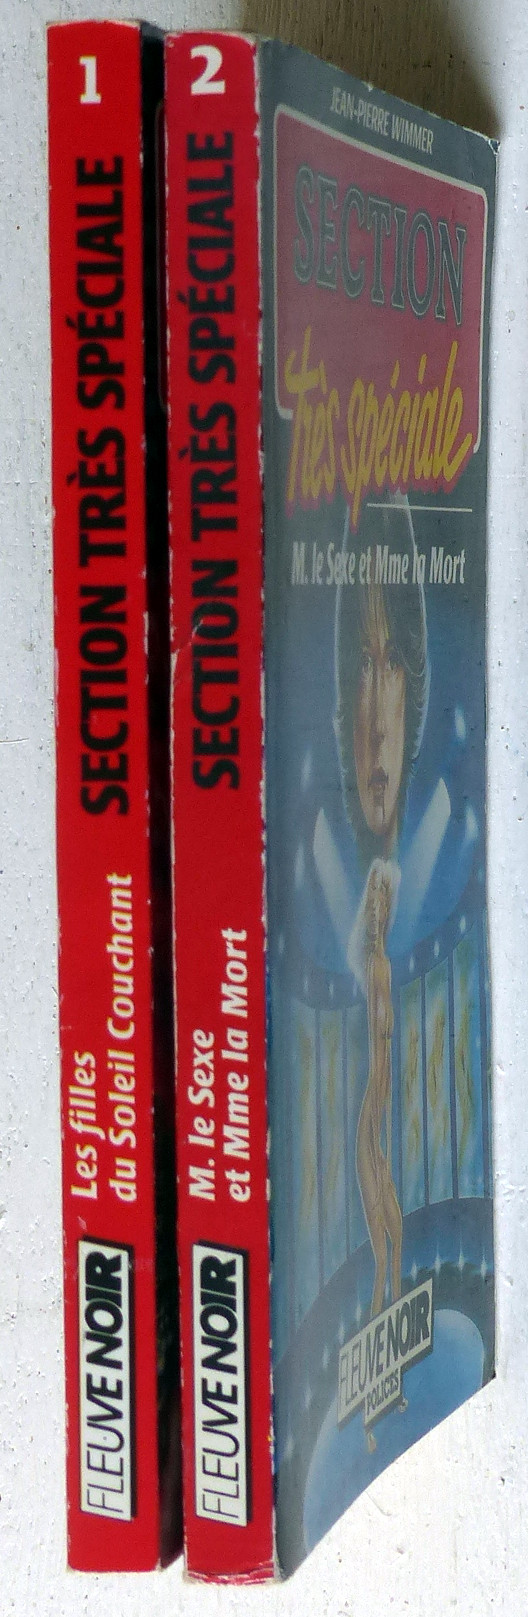 1
SECTION TRÈS SPÉCIALE
Les filles
du Soleil Couchant
FLEUVE NOIR
2
SECTION TRÈS SPÉCIALE
M. le Sexe
et Mme la Mort
FLEUVE NOIR
JEAN-PIERRE WIMMER
SECTION
très spéciale
M. le Sexe et Mme la Mort
FLEUVE NOIR
POLICES